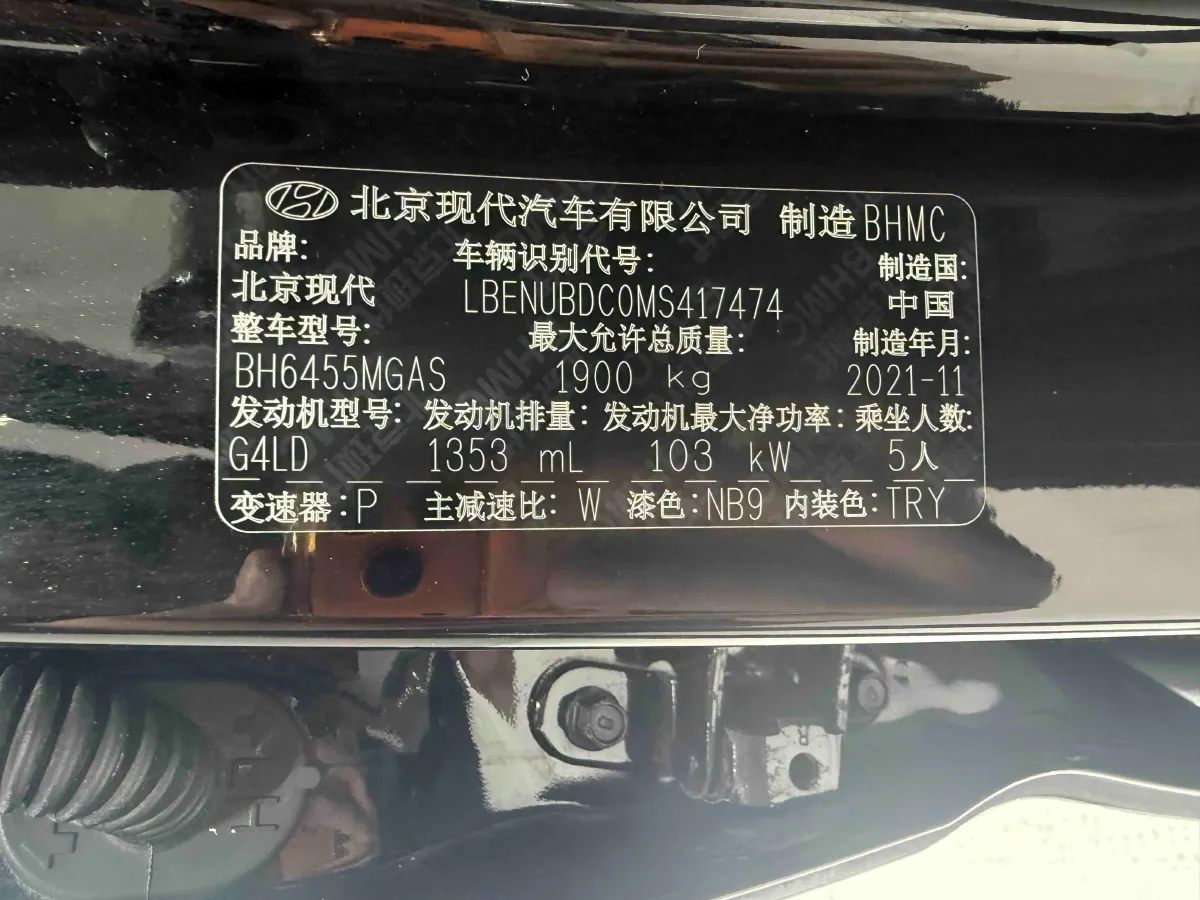 北京现代汽车有限公司 制造 BHMC
品牌: 车辆识别代号: 制造国:
北京现代 LBENUBDC0MS417474 中国
整车型号: 最大允许总质量: 制造年月:
BH6455MGAS 1900 kg 2021-11
发动机型号: 发动机排量: 发动机最大净功率: 乘坐人数:
G4LD 1353 mL 103 kW 5人
变速器:P 主减速比: W 漆色:NB9 内装色:TRY
R